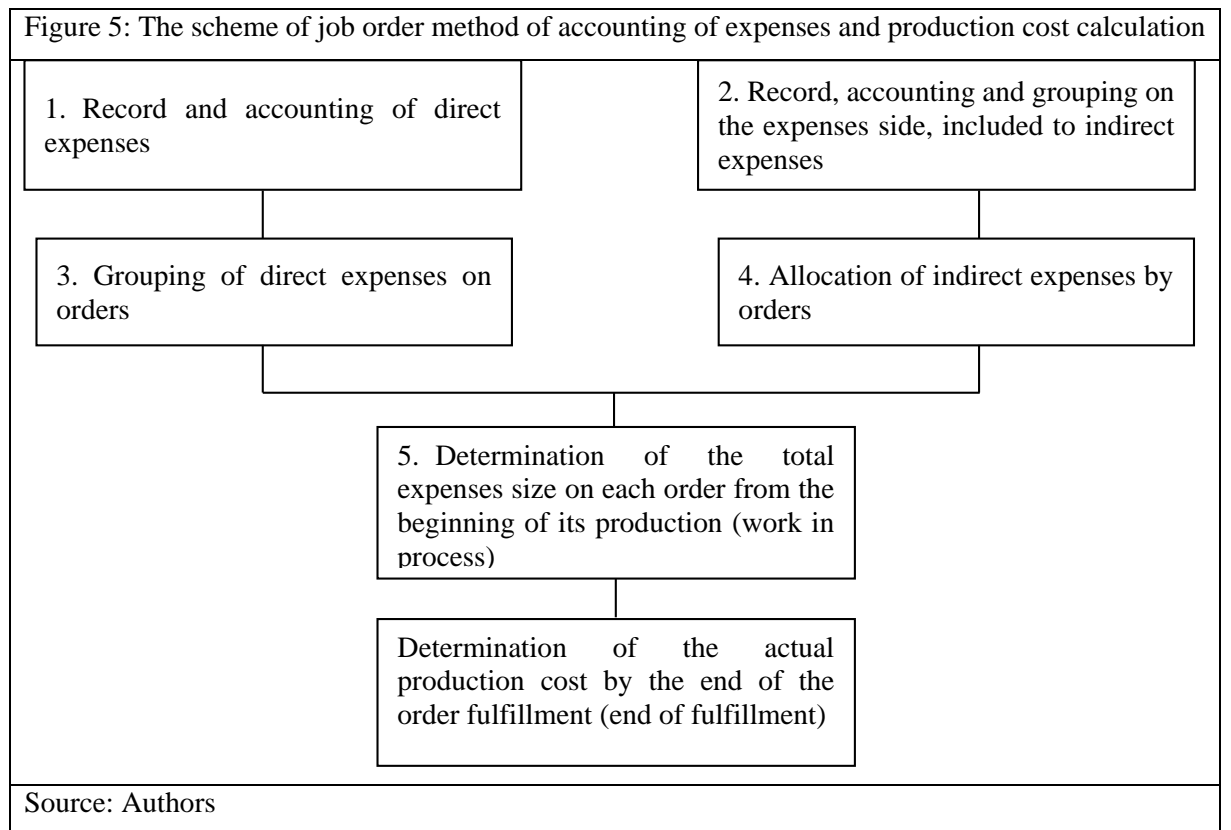 Figure 5: The scheme of job order method of accounting of expenses and production cost calculation
1. Record and accounting of direct
expenses
2. Record, accounting and grouping on
the expenses side, included to indirect
expenses
3. Grouping of direct expenses on
orders
4. Allocation of indirect expenses by
orders
5. Determination of the total
expenses size on each order from the
beginning of its production (work in
process)
Determination of the actual
production cost by the end of the
order fulfillment (end of fulfillment)
Source: Authors